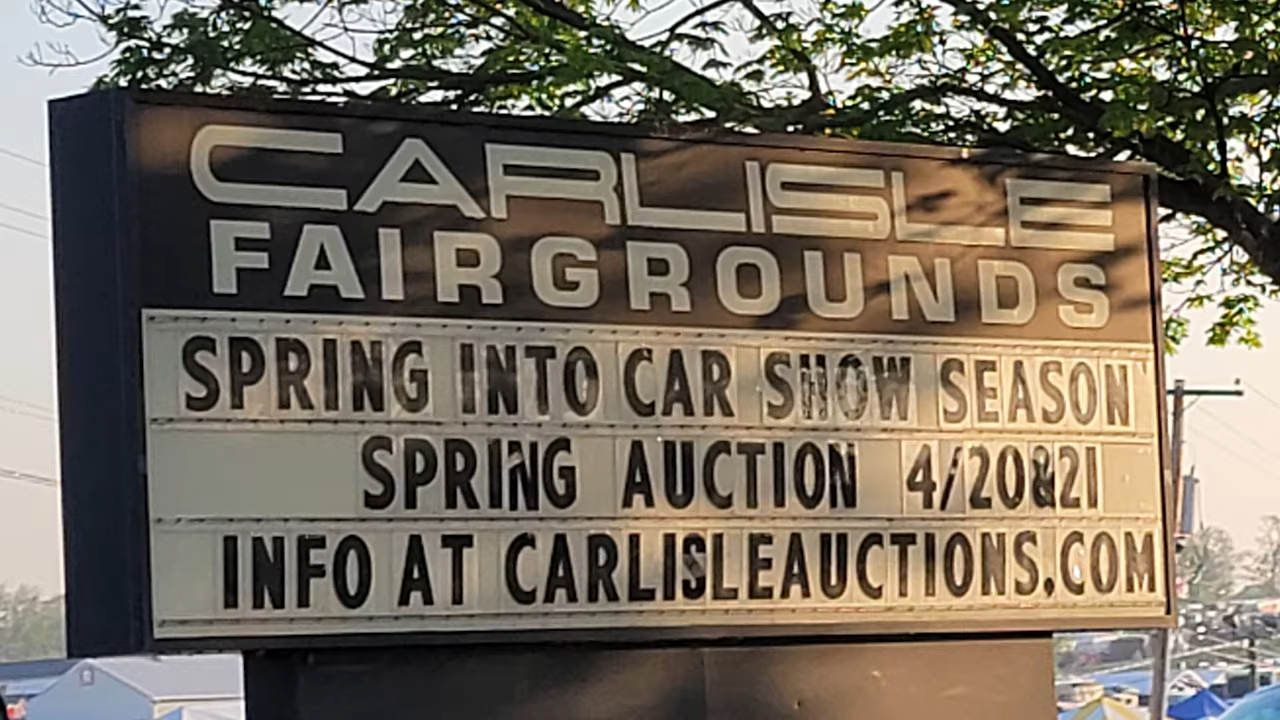 CARLISLE
FAIRGROUNDS
SPRING INTO CAR SHOW SEASON
SPRING AUCTION 4/20&21
INFO AT CARLISLEAUCTIONS.COM